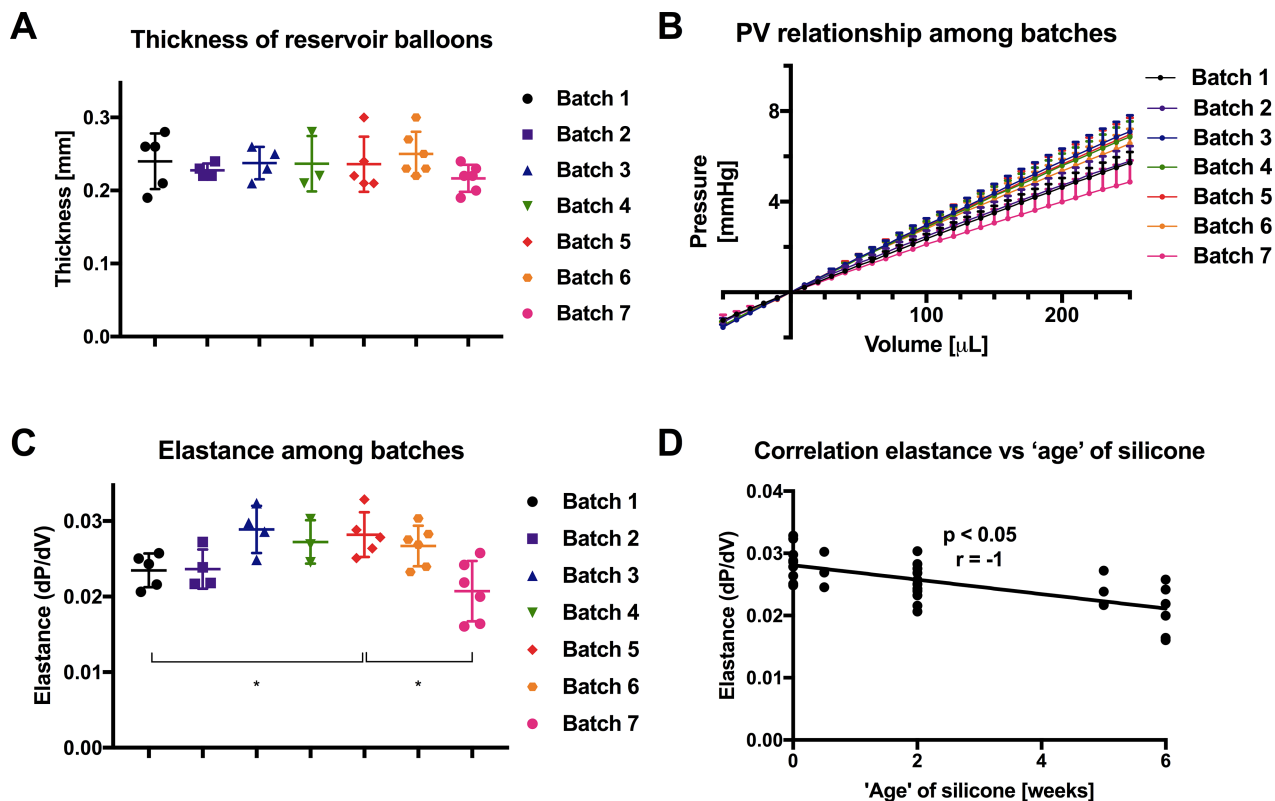 A
Thickness of reservoir balloons
Thickness [mm]
0.3
0.2
0.1
0.0
Batch 1
Batch 2
Batch 3
Batch 4
Batch 5
Batch 6
Batch 7
B
PV relationship among batches
Pressure
[mmHg]
8
4
100
200
Volume [μL]
Batch 1
Batch 2
Batch 3
Batch 4
Batch 5
Batch 6
Batch 7
C
Elastance among batches
Elastance (dP/dV)
0.03
0.02
0.01
0.00
*
*
Batch 1
Batch 2
Batch 3
Batch 4
Batch 5
Batch 6
Batch 7
D
Correlation elastance vs ‘age’ of silicone
Elastance (dP/dV)
0.04
0.03
0.02
0.01
0.00
p < 0.05
r = -1
0
2
4
6
'Age' of silicone [weeks]